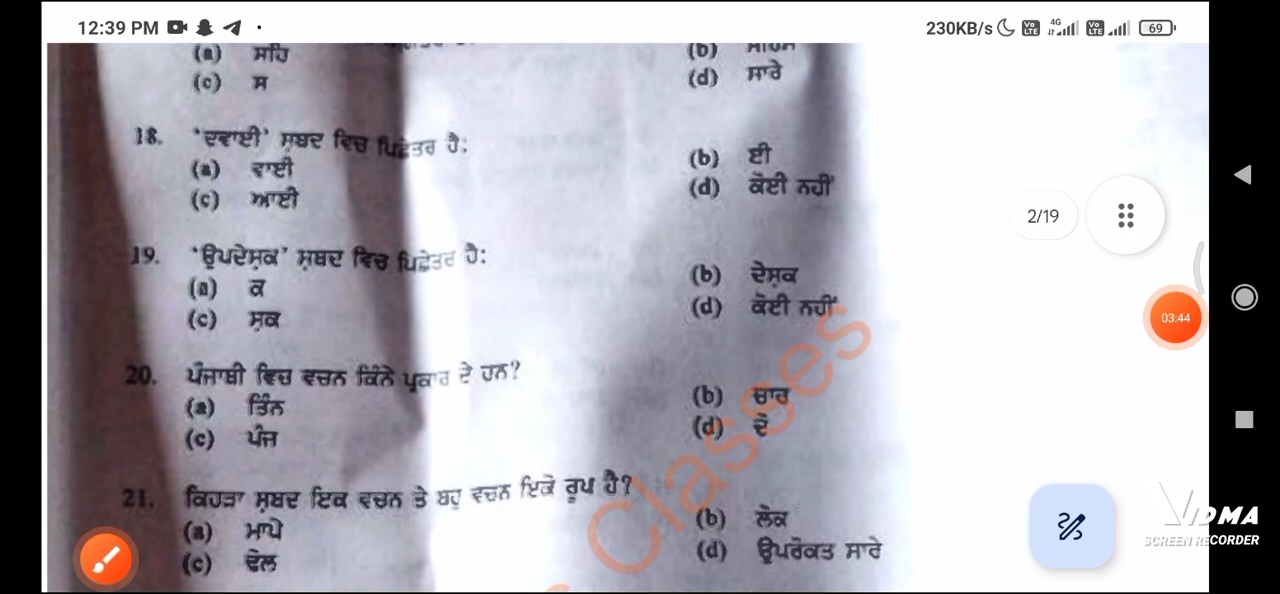 12:39 PM
230KB/s 4G 69
(a) ਸਹਿ
(b)
(c) ਸ
(d) ਸਾਰੇ
18. 'ਦਵਾਈ' ਸ਼ਬਦ ਵਿਚ ਪਿਛੇਤਰ ਹੈ:
(a) ਵਾਈ
(b) ਈ
(c) ਆਈ
(d) ਕੋਈ ਨਹੀਂ
19. 'ਉਪਦੇਸ਼ਕ' ਸ਼ਬਦ ਵਿਚ ਪਿਛੇਤਰ ਹੈ:
(a) ਕ
(b) ਦੇਸ਼ਕ
(c) ਸ਼ਕ
(d) ਕੋਈ ਨਹੀਂ
20. ਪੰਜਾਬੀ ਵਿਚ ਵਚਨ ਕਿੰਨੇ ਪ੍ਰਕਾਰ ਦੇ ਹਨ?
(a) ਤਿੰਨ
(b) ਚਾਰ
(c) ਪੰਜ
(d) ਦੋ
21. ਕਿਹੜਾ ਸ਼ਬਦ ਇਕ ਵਚਨ ਤੇ ਬਹੁ ਵਚਨ ਇਕੋ ਰੂਪ ਹੈ?
(a) ਮਾਪੇ
(b) ਲੋਕ
(c) ਢੋਲ
(d) ਉਪਰੋਕਤ ਸਾਰੇ
Classes
2/19
03:44
VDMA
SCREEN RECORDER